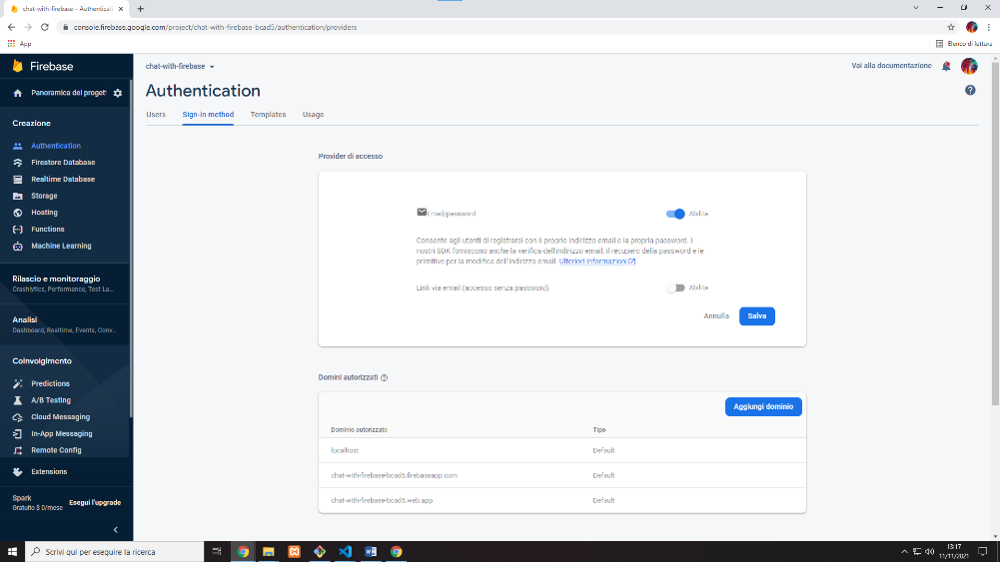 chat-with-firebase – Authenticati
console.firebase.google.com/project/chat-with-firebase-bcad5/authentication/providers
App
Elenco di lettura
Firebase
Panoramica del progett
Creazione
Authentication
Firestore Database
Realtime Database
Storage
Hosting
Functions
Machine Learning
Rilascio e monitoraggio
Crashlytics, Performance, Test La...
Analisi
Dashboard, Realtime, Events, Conv...
Coinvolgimento
Predictions
A/B Testing
Cloud Messaging
In-App Messaging
Remote Config
Extensions
Spark
Gratuito $ 0/mese
Esegui l'upgrade
chat-with-firebase
Vai alla documentazione
Authentication
Users
Sign-in method
Templates
Usage
Provider di accesso
Email/password
Abilita
Consente agli utenti di registrarsi con il proprio indirizzo email e la propria password. I
nostri SDK forniscono anche la verifica dell'indirizzo email, il recupero della password e le
primitive per la modifica dell'indirizzo email. Ulteriori informazioni
Link via email (accesso senza password)
Abilita
Annulla
Salva
Domini autorizzati
Aggiungi dominio
Dominio autorizzato
Tipo
localhost
Default
chat-with-firebase-bcad5.firebaseapp.com
Default
chat-with-firebase-bcad5.web.app
Default
Scrivi qui per eseguire la ricerca
13:17
11/11/2021